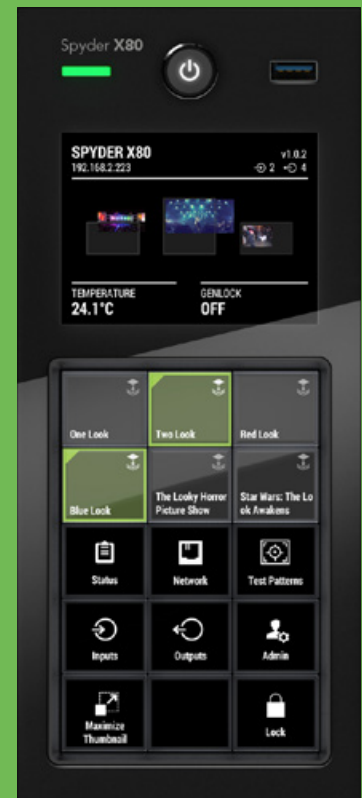 Spyder X80
SPYDER X80 v1.0.2
192.168.2.223 2 4
TEMPERATURE GENLOCK
24.1°C OFF
One Look Two Look Red Look
Blue Look The Looky Horror Star Wars: The Lo
Picture Show ok Awakens
Status Network Test Patterns
Inputs Outputs Admin
Maximize Lock
Thumbnail